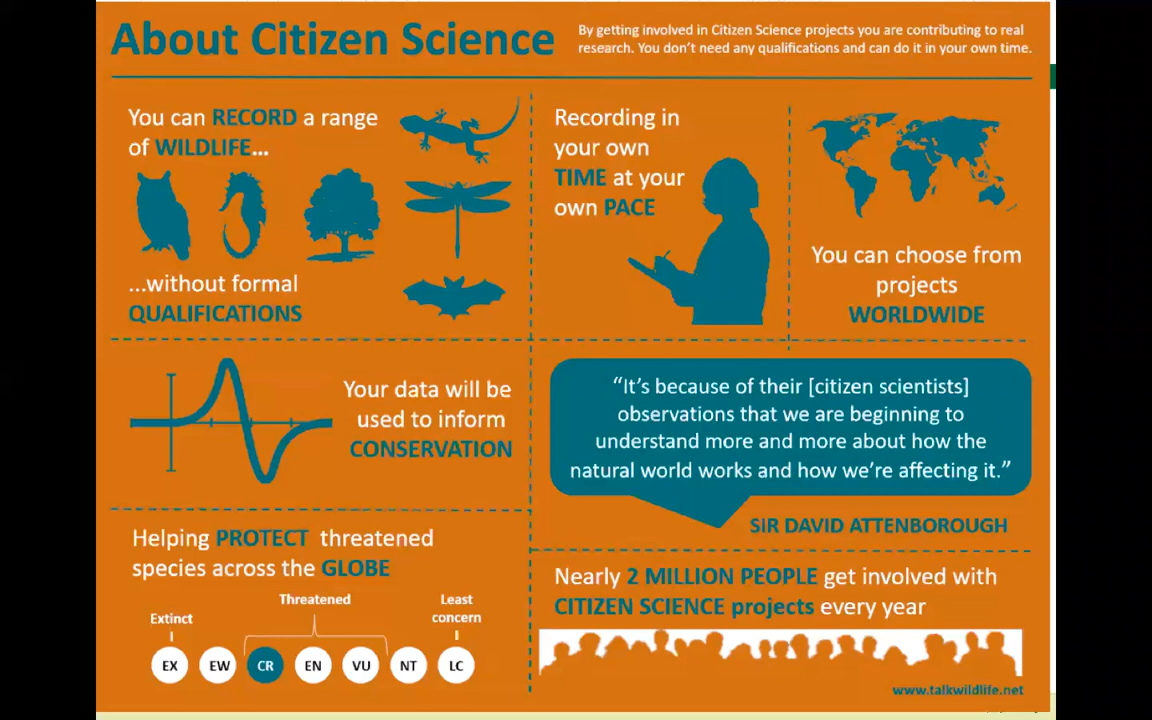 About Citizen Science
By getting involved in Citizen Science projects you are contributing to real
research. You don't need any qualifications and can do it in your own time.
You can RECORD a range
of WILDLIFE...
...without formal
QUALIFICATIONS
Recording in
your own
TIME at your
own PACE
You can choose from
projects
WORLDWIDE
Your data will be
used to inform
CONSERVATION
"It's because of their [citizen scientists]
observations that we are beginning to
understand more and more about how the
natural world works and how we're affecting it."
SIR DAVID ATTENBOROUGH
Helping PROTECT threatened
species across the GLOBE
Extinct
Threatened
Least
concern
EX EW CR EN VU NT LC
Nearly 2 MILLION PEOPLE get involved with
CITIZEN SCIENCE projects every year
www.talkwildlife.net